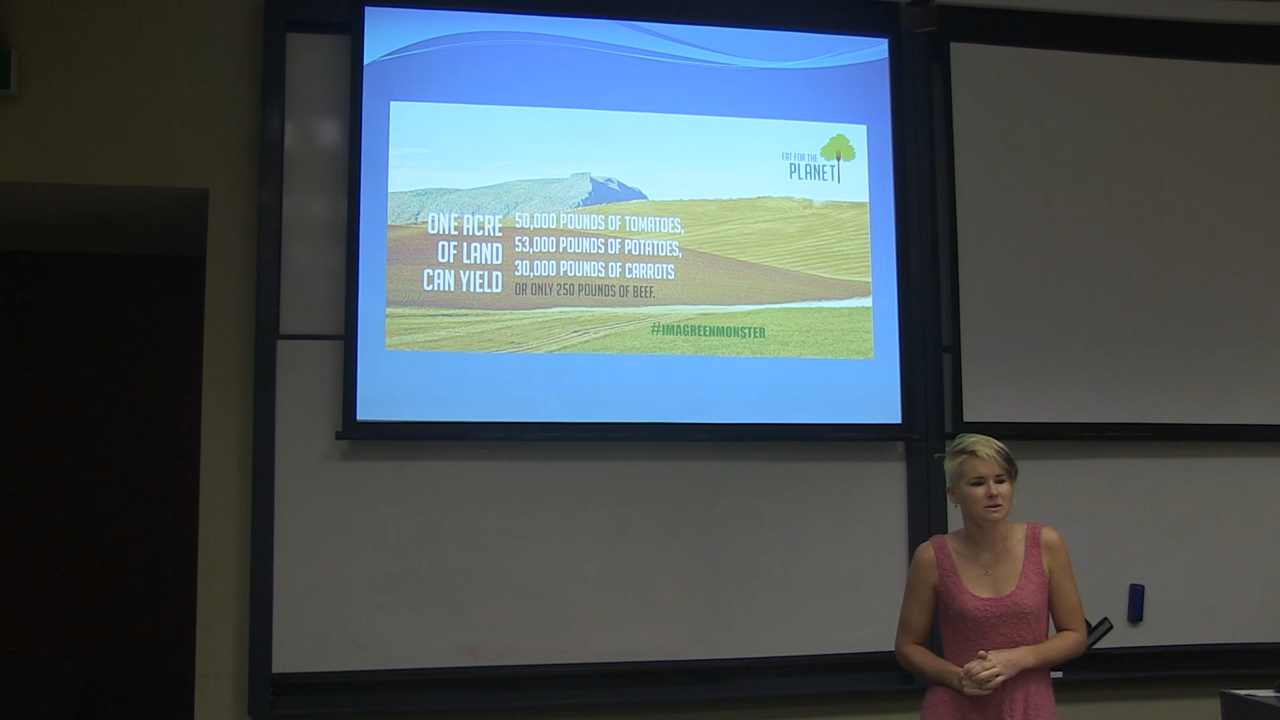 EAT FOR THE
PLANET
ONE ACRE
OF LAND
CAN YIELD
50,000 POUNDS OF TOMATOES,
53,000 POUNDS OF POTATOES,
30,000 POUNDS OF CARROTS
OR ONLY 250 POUNDS OF BEEF.
#IMAGREENMONSTER